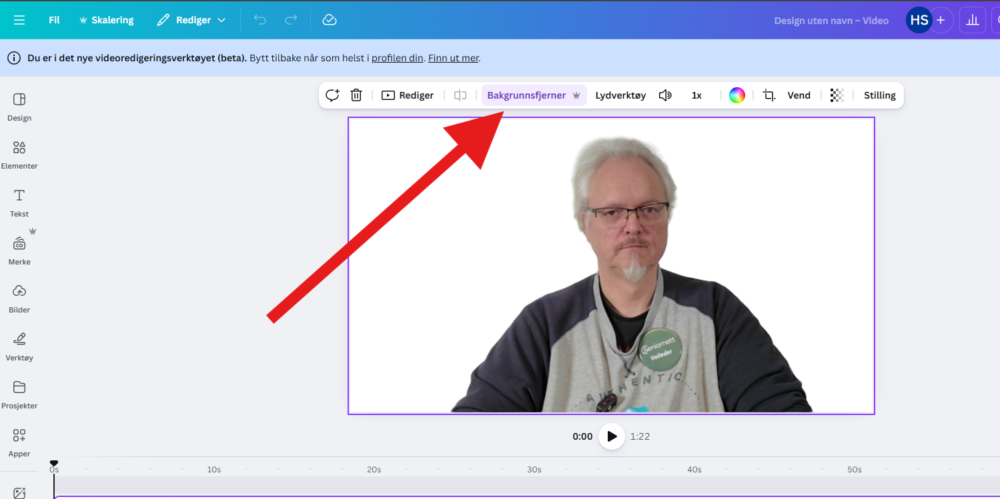 Fil
Skalering
Rediger
Design uten navn – Video
HS
+
Du er i det nye videoredigeringsverktøyet (beta). Bytt tilbake når som helst i profilen din. Finn ut mer.
Rediger
Bakgrunnsfjerner
Lydverktøy
1x
Vend
Stilling
Design
Elementer
T
Tekst
CO
Merke
Bilder
Verktøy
Prosjekter
Apper
Seniornett
Veileder
AUTHENTIC
0:00
1:22
0s
10s
20s
30s
40s
50s